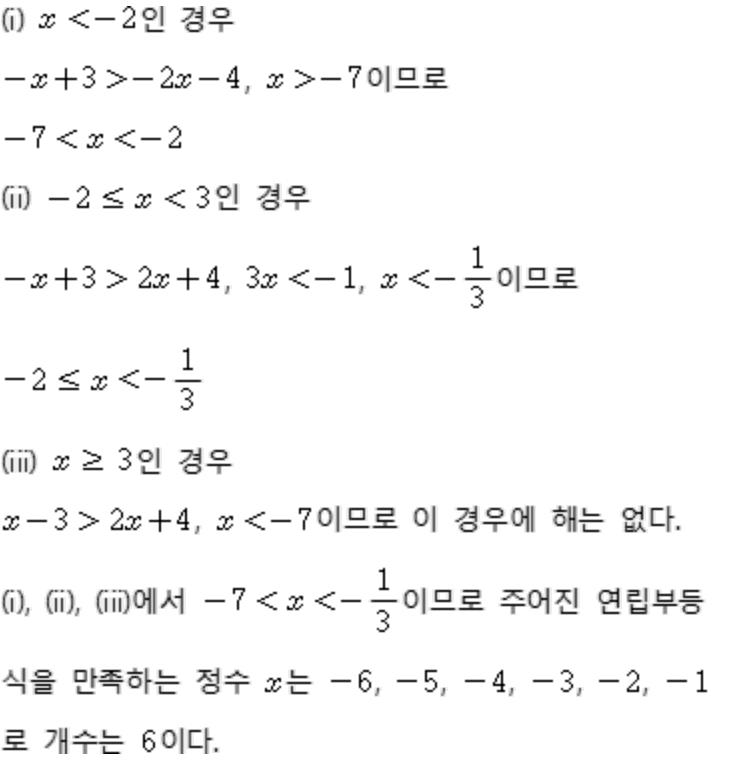 (i) x < −2인 경우
−x+3 > −2x−4, x > −7이므로
−7 < x < −2
(ii) −2 ≤ x < 3인 경우
−x+3 > 2x+4, 3x < −1, x < −1/3이므로
−2 ≤ x < −1/3
(iii) x ≥ 3인 경우
x−3 > 2x+4, x < −7이므로 이 경우에 해는 없다.
(i), (ii), (iii)에서 −7 < x < −1/3이므로 주어진 연립부등
식을 만족하는 정수 x는 −6, −5, −4, −3, −2, −1
로 개수는 6이다.